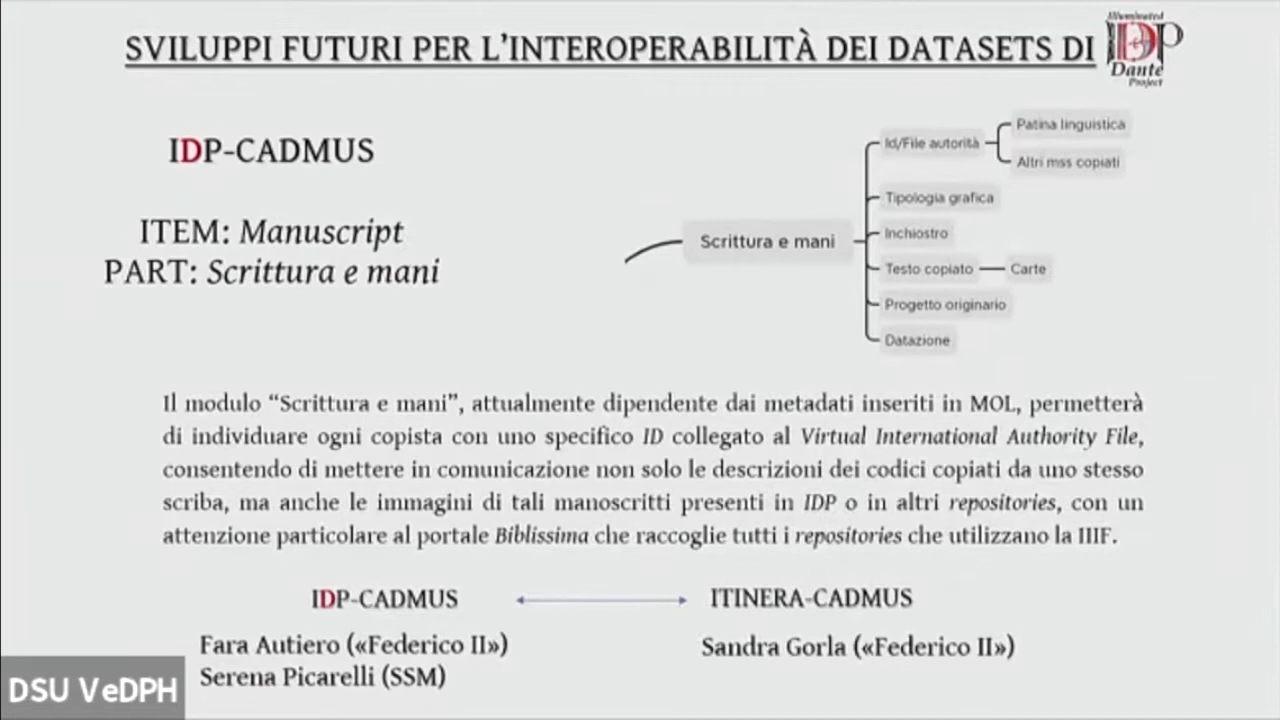 SVILUPPI FUTURI PER L'INTEROPERABILITÀ DEI DATASETS DI
Illuminated
IDP
Dante
Project
IDP-CADMUS
ITEM: Manuscript
PART: Scrittura e mani
Scrittura e mani
Id/File autorità
Patina linguistica
Altri mss copiati
Tipologia grafica
Inchiostro
Testo copiato
Carte
Progetto originario
Datazione
Il modulo “Scrittura e mani”, attualmente dipendente dai metadati inseriti in MOL, permetterà
di individuare ogni copista con uno specifico ID collegato al Virtual International Authority File,
consentendo di mettere in comunicazione non solo le descrizioni dei codici copiati da uno stesso
scriba, ma anche le immagini di tali manoscritti presenti in IDP o in altri repositories, con un
attenzione particolare al portale Biblissima che raccoglie tutti i repositories che utilizzano la IIIF.
IDP-CADMUS
ITINERA-CADMUS
Fara Autiero («Federico II»)
Serena Picarelli (SSM)
Sandra Gorla («Federico II»)
DSU VeDPH